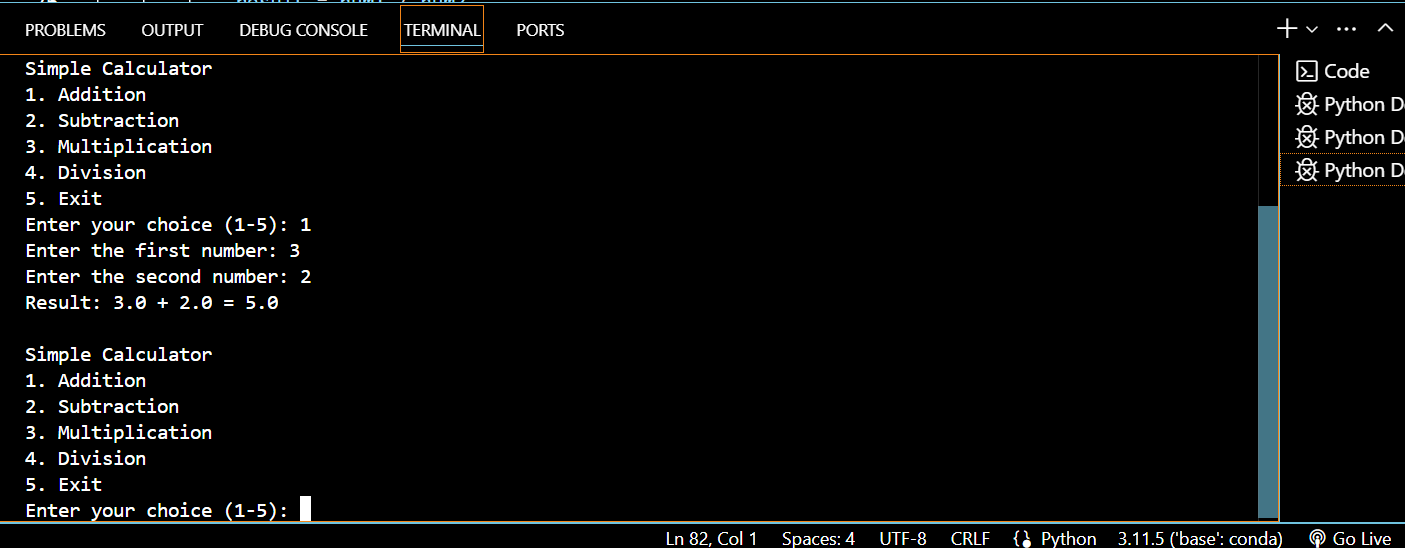 PROBLEMS OUTPUT DEBUG CONSOLE TERMINAL PORTS
Simple Calculator
1. Addition
2. Subtraction
3. Multiplication
4. Division
5. Exit
Enter your choice (1-5): 1
Enter the first number: 3
Enter the second number: 2
Result: 3.0 + 2.0 = 5.0
Simple Calculator
1. Addition
2. Subtraction
3. Multiplication
4. Division
5. Exit
Enter your choice (1-5):
Code
Python D
Python D
Python D
Ln 82, Col 1 Spaces: 4 UTF-8 CRLF {} Python 3.11.5 ('base': conda) Go Live